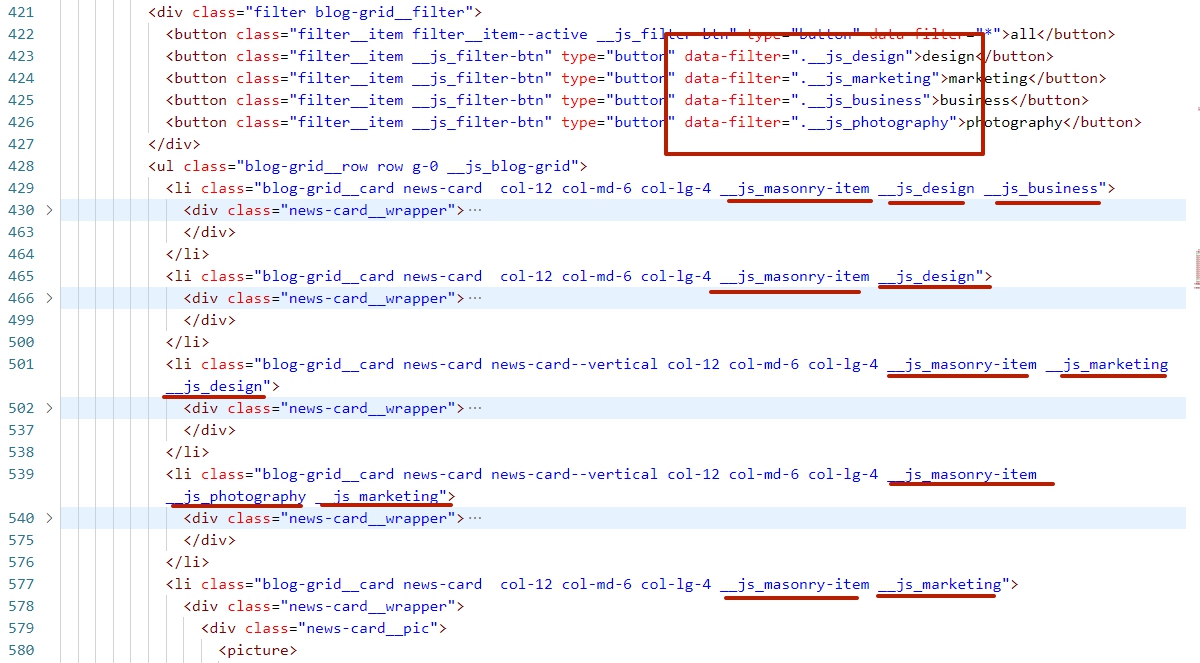 421 <div class="filter blog-grid__filter">
422 <button class="filter__item filter__item--active __js_filter-btn" type="button" data-filter="*">all</button>
423 <button class="filter__item __js_filter-btn" type="button" data-filter=".__js_design">design</button>
424 <button class="filter__item __js_filter-btn" type="button" data-filter=".__js_marketing">marketing</button>
425 <button class="filter__item __js_filter-btn" type="button" data-filter=".__js_business">business</button>
426 <button class="filter__item __js_filter-btn" type="button" data-filter=".__js_photography">photography</button>
427 </div>
428 <ul class="blog-grid__row row g-0 __js_blog-grid">
429 <li class="blog-grid__card news-card  col-12 col-md-6 col-lg-4 __js_masonry-item __js_design __js_business">
430 > <div class="news-card__wrapper">···
463 </div>
464 </li>
465 <li class="blog-grid__card news-card  col-12 col-md-6 col-lg-4 __js_masonry-item __js_design">
466 > <div class="news-card__wrapper">···
499 </div>
500 </li>
501 <li class="blog-grid__card news-card news-card--vertical col-12 col-md-6 col-lg-4 __js_masonry-item __js_marketing
__js_design">
502 > <div class="news-card__wrapper">···
537 </div>
538 </li>
539 <li class="blog-grid__card news-card news-card--vertical col-12 col-md-6 col-lg-4 __js_masonry-item
__js_photography __js_marketing">
540 > <div class="news-card__wrapper">···
575 </div>
576 </li>
577 <li class="blog-grid__card news-card  col-12 col-md-6 col-lg-4 __js_masonry-item __js_marketing">
578 <div class="news-card__wrapper">
579 <div class="news-card__pic">
580 <picture>